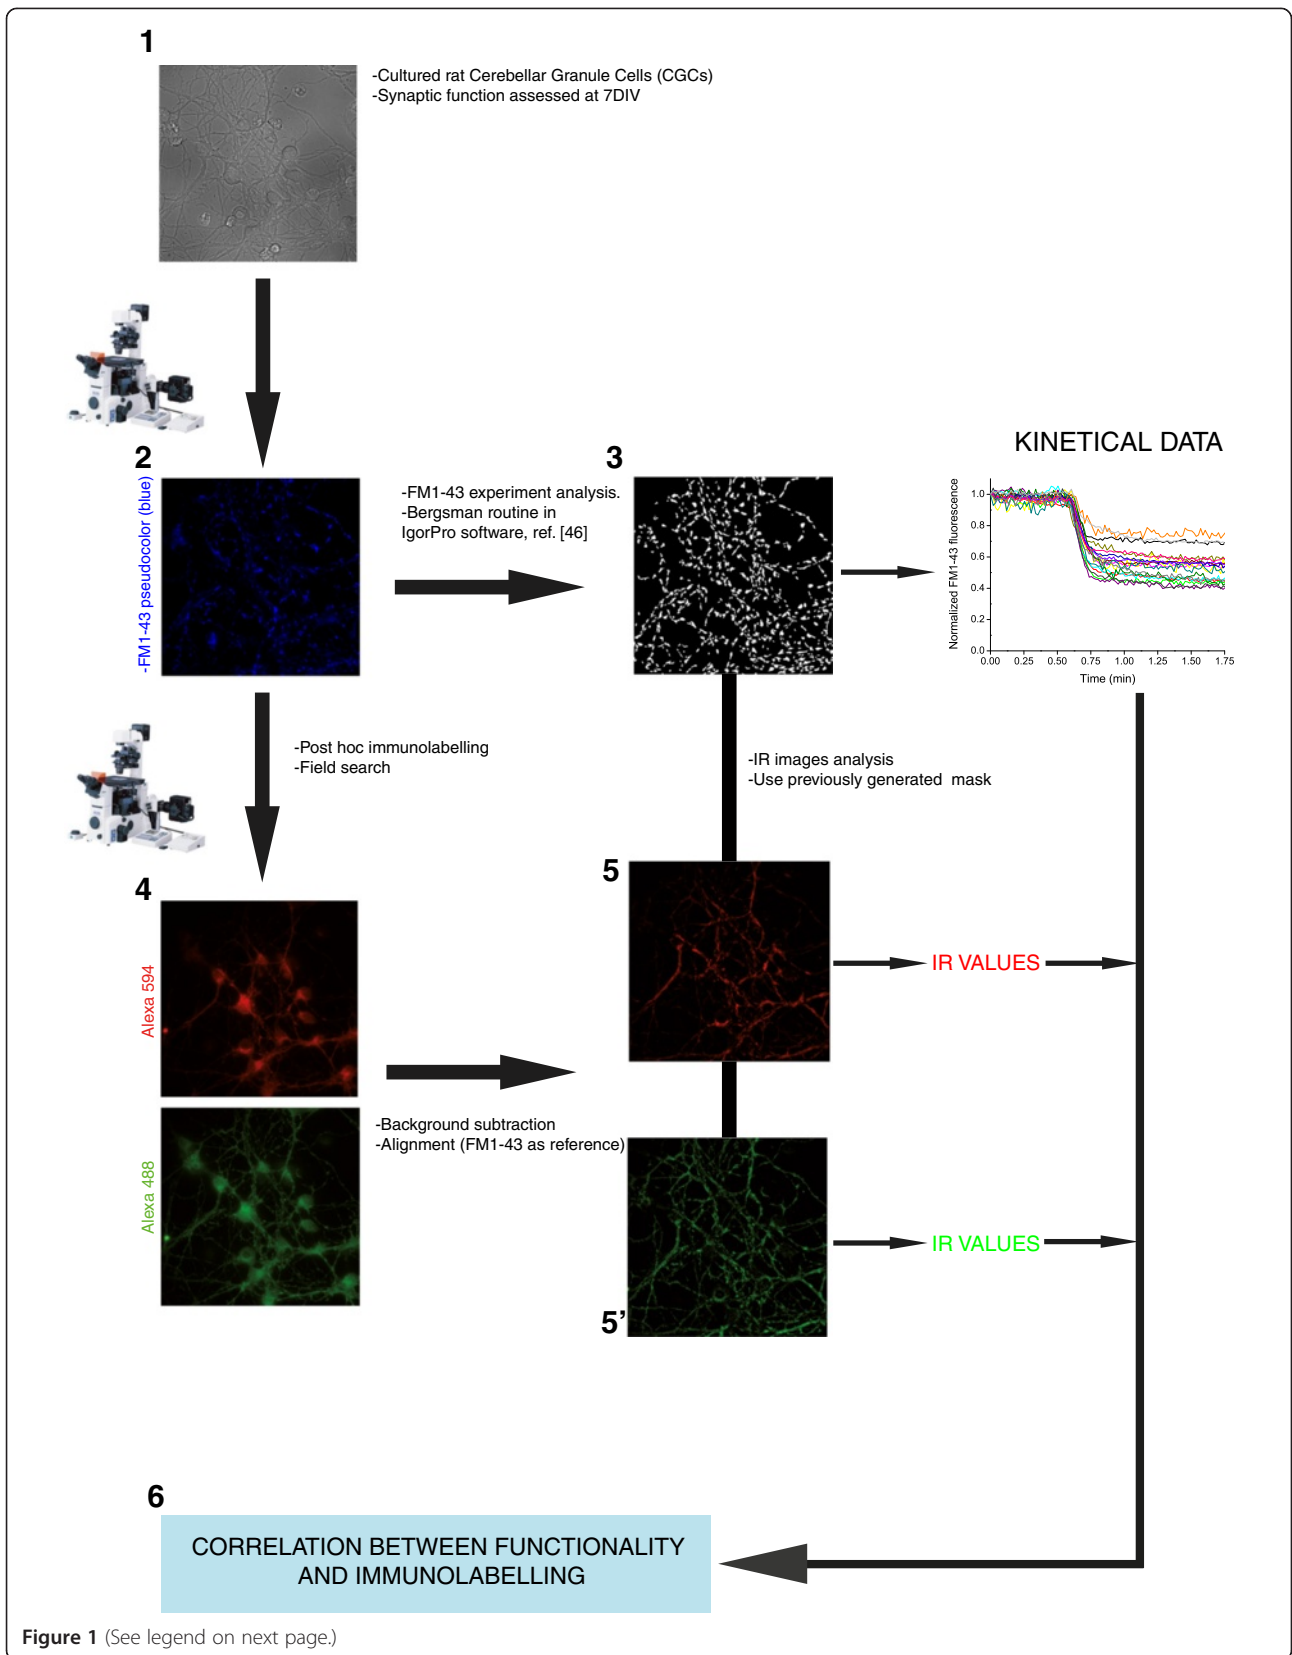 1
-Cultured rat Cerebellar Granule Cells (CGCs)
-Synaptic function assessed at 7DIV
2
-FM1-43 pseudocolor (blue)
-FM1-43 experiment analysis.
-Bergsman routine in
IgorPro software, ref. [46]
3
KINETICAL DATA
Normalized FM1-43 fluorescence
1.0
0.8
0.6
0.4
0.2
0.0
0.00 0.25 0.50 0.75 1.00 1.25 1.50 1.75
Time (min)
-Post hoc immunolabelling
-Field search
-IR images analysis
-Use previously generated mask
4
Alexa 594
Alexa 488
-Background subtraction
-Alignment (FM1-43 as reference)
5
IR VALUES
5'
IR VALUES
6
CORRELATION BETWEEN FUNCTIONALITY
AND IMMUNOLABELLING
Figure 1 (See legend on next page.)